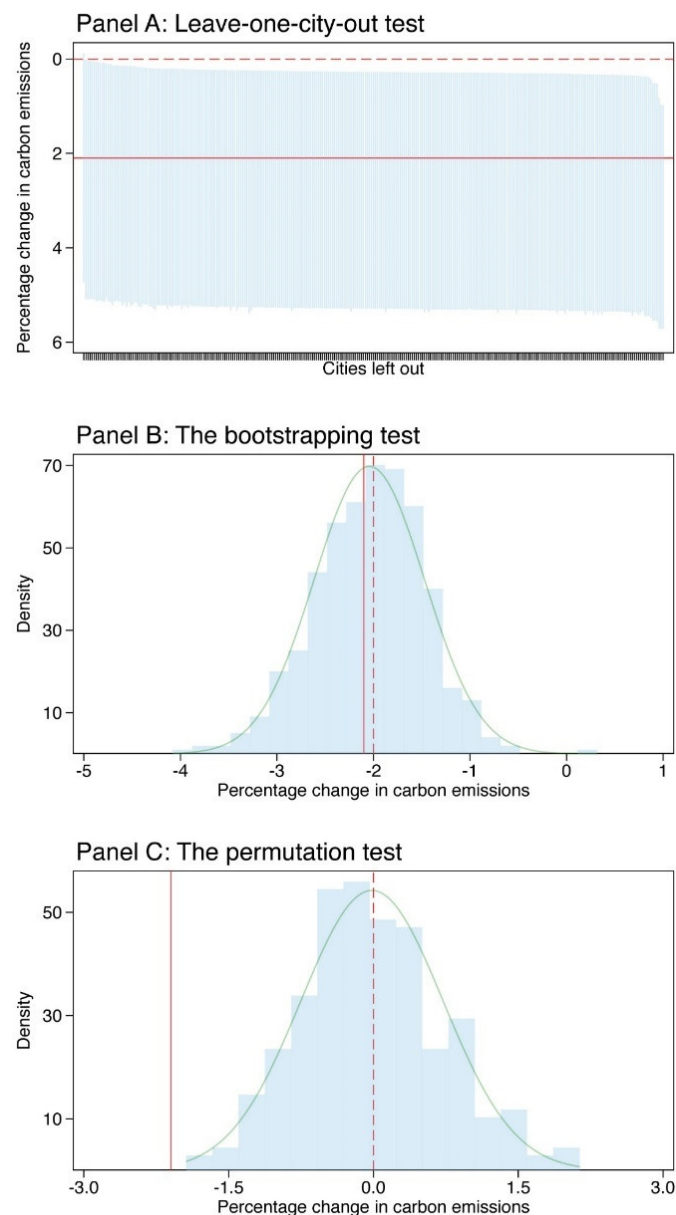 Panel A: Leave-one-city-out test
0
2
4
6
Percentage change in carbon emissions
Cities left out
Panel B: The bootstrapping test
70
50
30
10
Density
-5 -4 -3 -2 -1 0 1
Percentage change in carbon emissions
Panel C: The permutation test
50
30
10
Density
-3.0 -1.5 0.0 1.5 3.0
Percentage change in carbon emissions